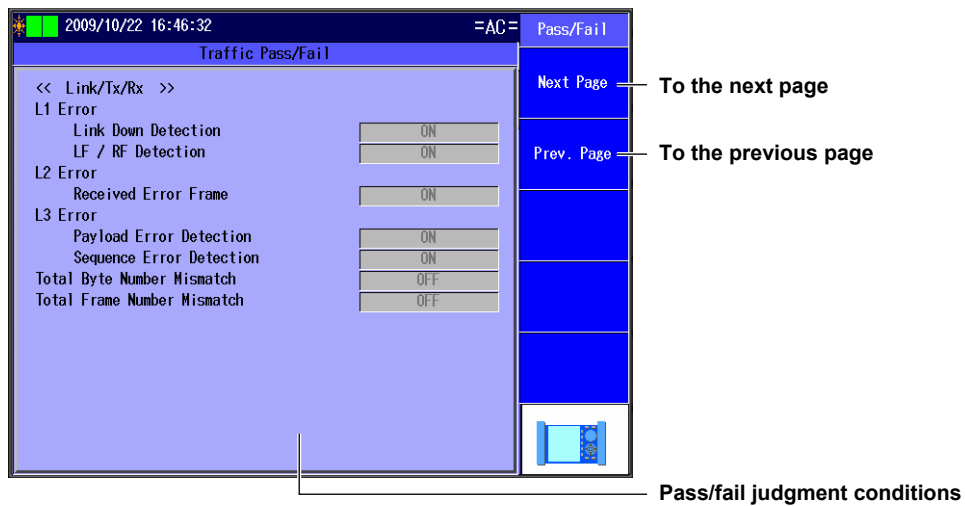 2009/10/22 16:46:32 =AC= Pass/Fail
Traffic Pass/Fail
<< Link/Tx/Rx >>
L1 Error
Link Down Detection ON
LF / RF Detection ON
L2 Error
Received Error Frame ON
L3 Error
Payload Error Detection ON
Sequence Error Detection ON
Total Byte Number Mismatch OFF
Total Frame Number Mismatch OFF
Next Page
To the next page
Prev. Page
To the previous page
Pass/fail judgment conditions